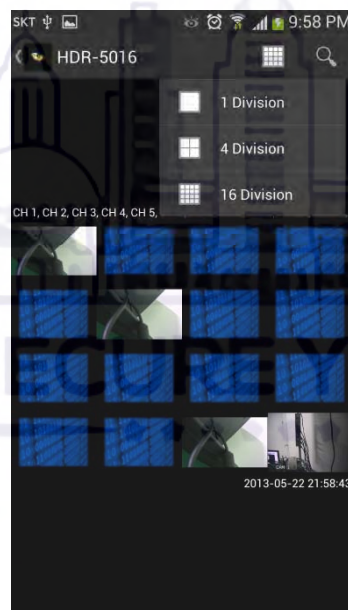 SKT 9:58 PM
HDR-5016
1 Division
4 Division
16 Division
CH 1, CH 2, CH 3, CH 4, CH 5,
ECURE Y
2013-05-22 21:58:43